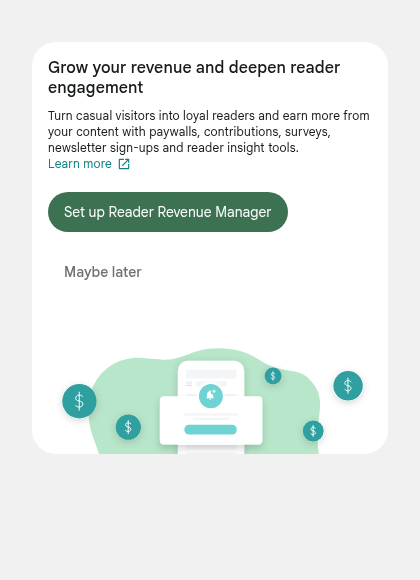 Grow your revenue and deepen reader
engagement
Turn casual visitors into loyal readers and earn more from
your content with paywalls, contributions, surveys,
newsletter sign-ups and reader insight tools.
Learn more
Set up Reader Revenue Manager
Maybe later
$
$
$
$
$